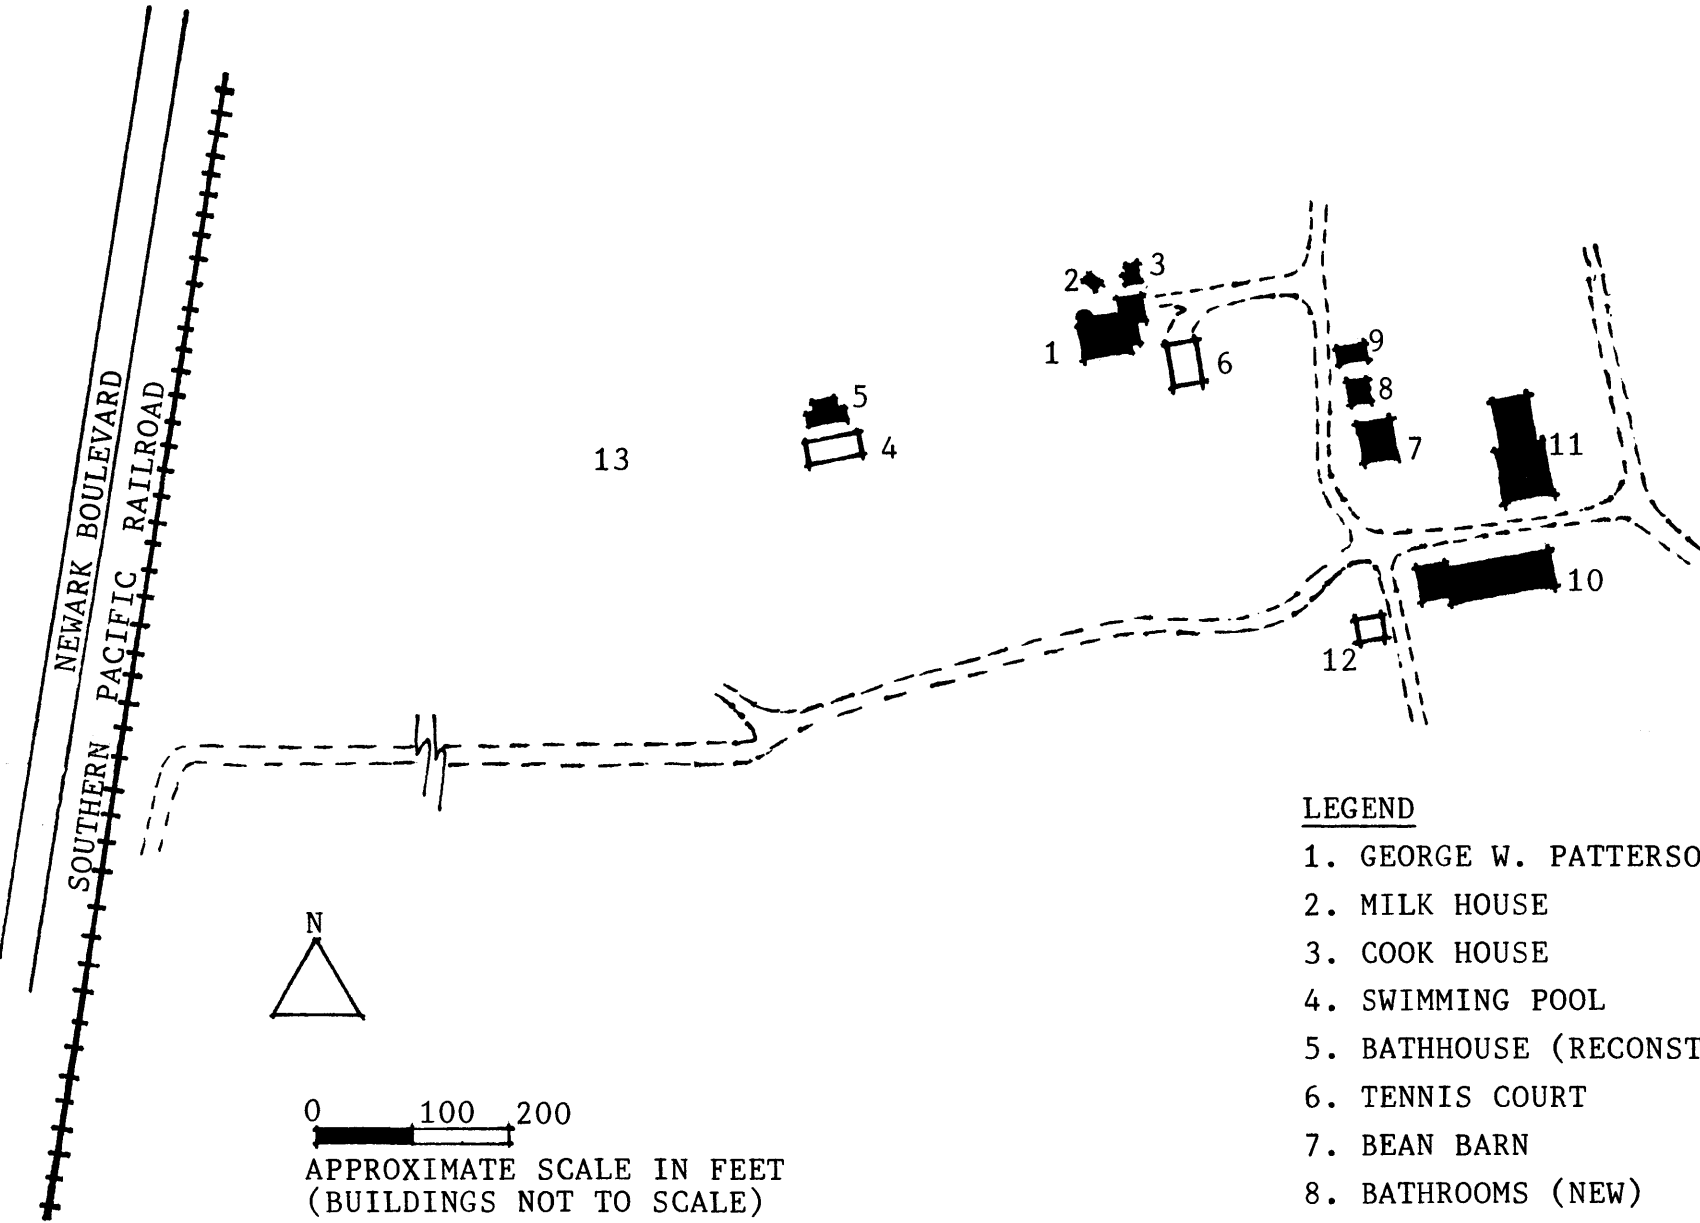 NEWARK BOULEVARD
SOUTHERN PACIFIC RAILROAD
2
3
1
6
9
8
7
5
4
13
11
10
12
N
0 100 200
APPROXIMATE SCALE IN FEET
(BUILDINGS NOT TO SCALE)
LEGEND
1. GEORGE W. PATTERSO
2. MILK HOUSE
3. COOK HOUSE
4. SWIMMING POOL
5. BATHHOUSE (RECONST
6. TENNIS COURT
7. BEAN BARN
8. BATHROOMS (NEW)